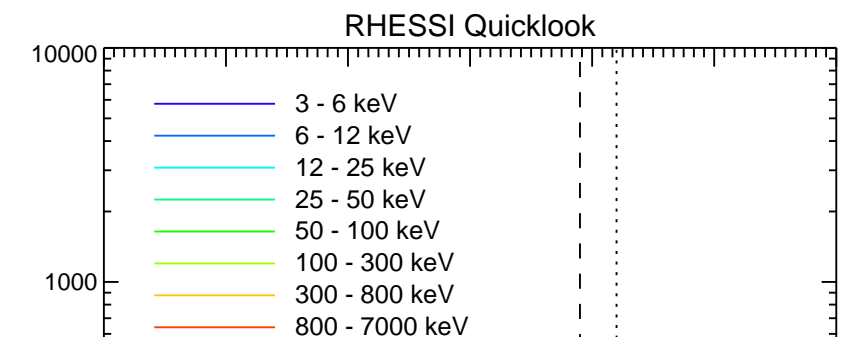 RHESSI Quicklook
10000
3 - 6 keV
6 - 12 keV
12 - 25 keV
25 - 50 keV
50 - 100 keV
100 - 300 keV
1000
300 - 800 keV
800 - 7000 keV